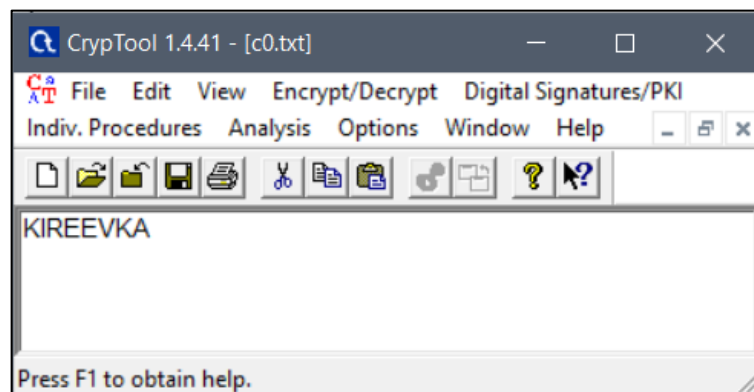 CrypTool 1.4.41 - [c0.txt]
File Edit View Encrypt/Decrypt Digital Signatures/PKI
Indiv. Procedures Analysis Options Window Help
KIREEVKA
Press F1 to obtain help.